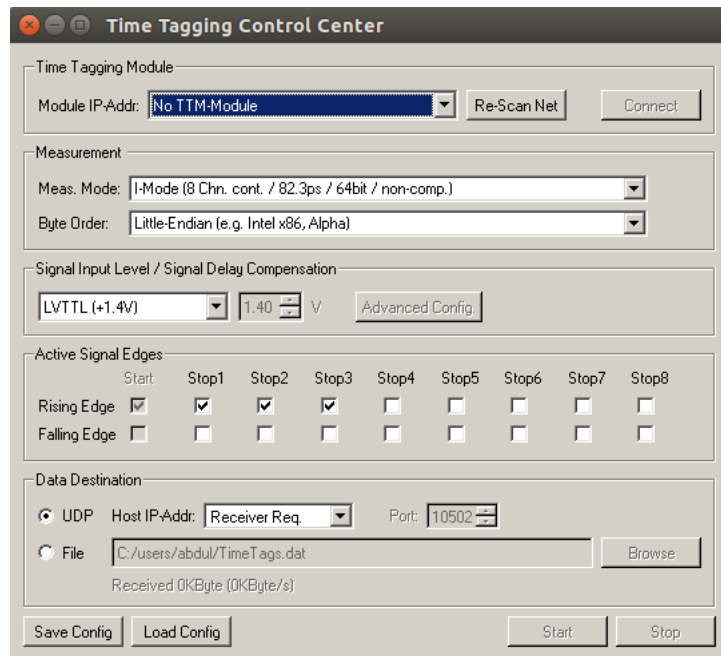 Time Tagging Control Center
Time Tagging Module
Module IP-Addr: No TTM-Module Re-Scan Net Connect
Measurement
Meas. Mode: I-Mode (8 Chn. cont. / 82.3ps / 64bit / non-comp.)
Byte Order: Little-Endian (e.g. Intel x86, Alpha)
Signal Input Level / Signal Delay Compensation
LVTTL (+1.4V) 1.40 V Advanced Config.
Active Signal Edges
Start Stop1 Stop2 Stop3 Stop4 Stop5 Stop6 Stop7 Stop8
Rising Edge
Falling Edge
Data Destination
UDP Host IP-Addr: Receiver Req. Port: 10502
File C:/users/abdul/TimeTags.dat Browse
Received 0KByte (0KByte/s)
Save Config Load Config Start Stop